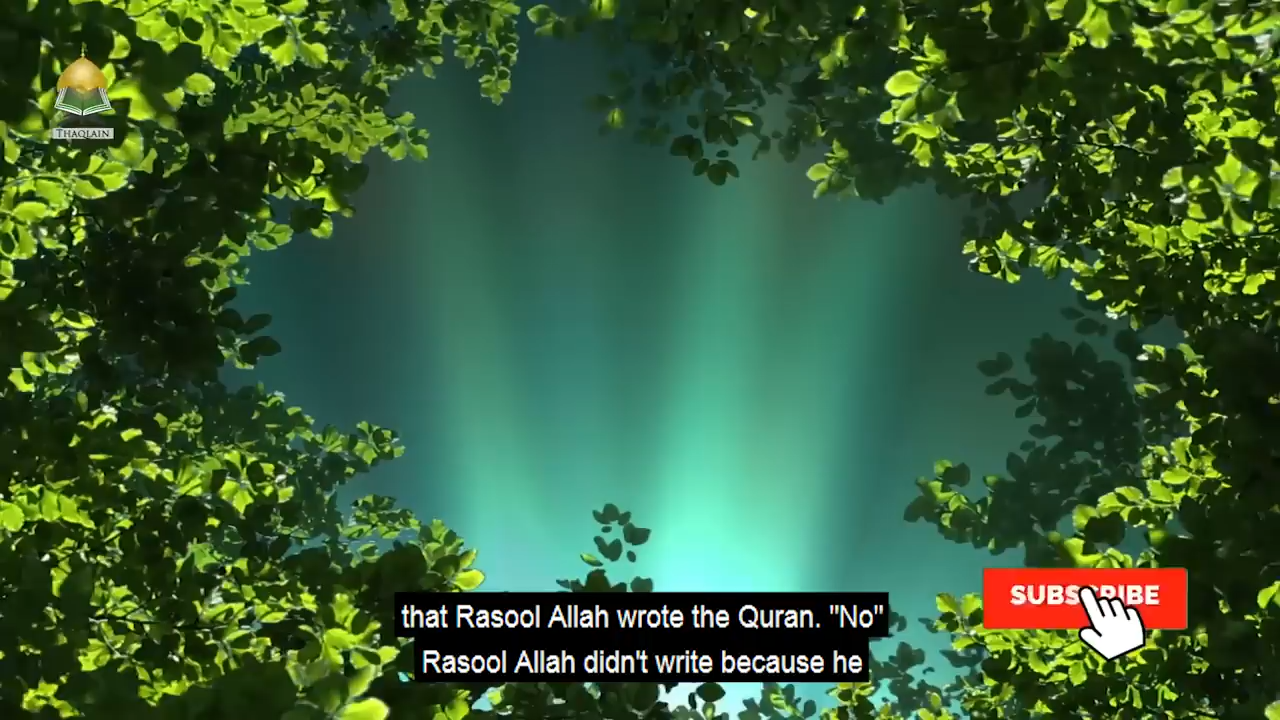 THAQLAIN
SUBSCRIBE
that Rasool Allah wrote the Quran. "No"
Rasool Allah didn't write because he